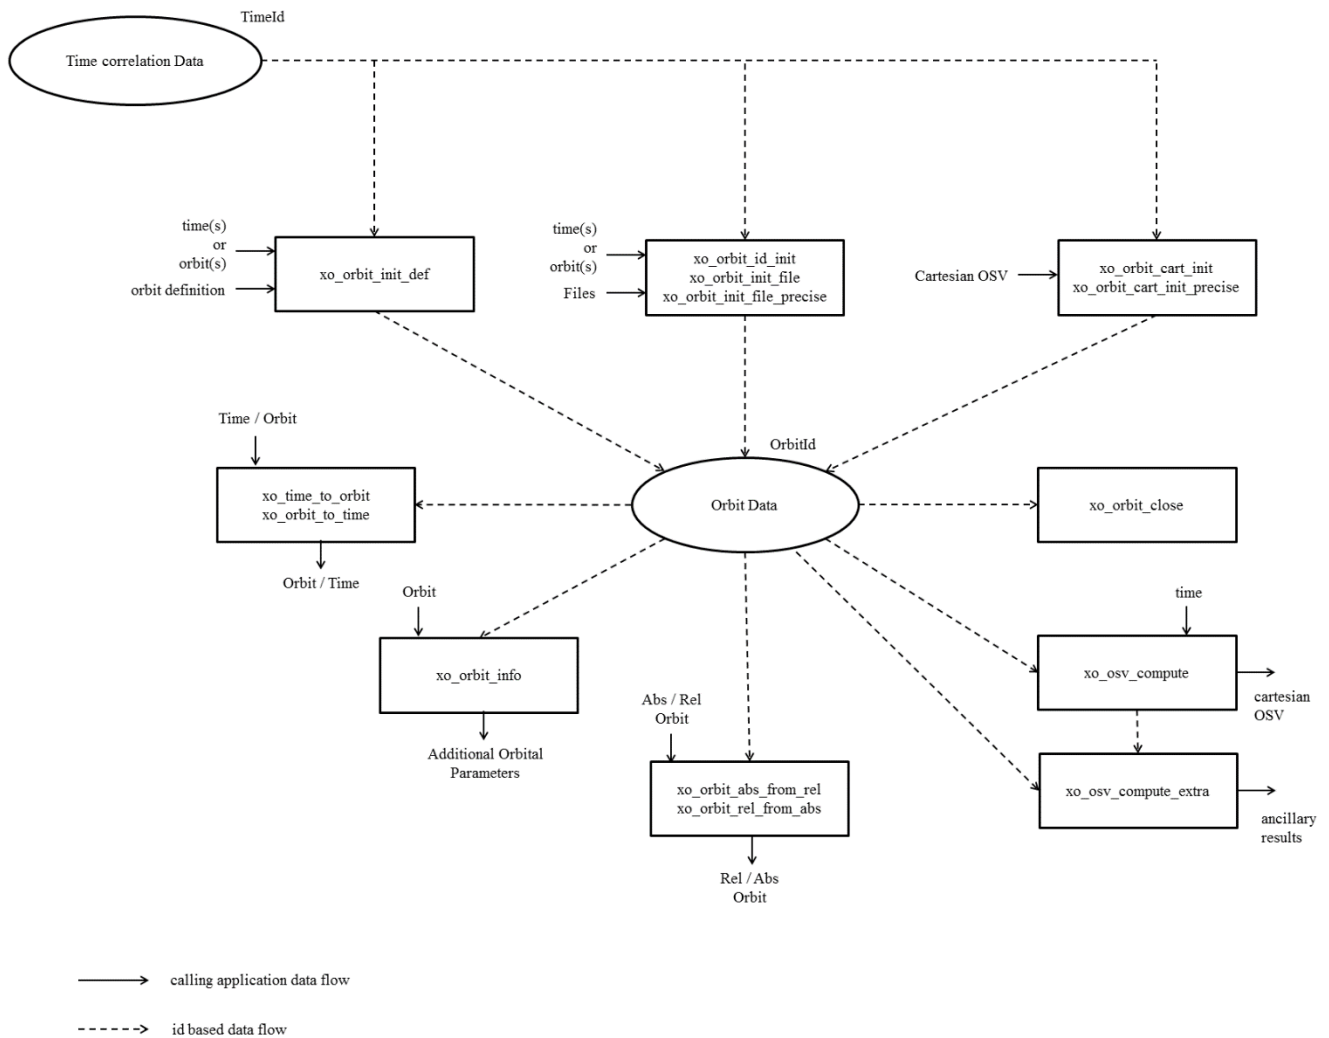 TimeId
Time correlation Data
time(s)
or
orbit(s)
orbit definition
xo_orbit_init_def
time(s)
or
orbit(s)
Files
xo_orbit_id_init
xo_orbit_init_file
xo_orbit_init_file_precise
Cartesian OSV
xo_orbit_cart_init
xo_orbit_cart_init_precise
Time / Orbit
xo_time_to_orbit
xo_orbit_to_time
Orbit / Time
OrbitId
Orbit Data
xo_orbit_close
Orbit
xo_orbit_info
Additional Orbital
Parameters
Abs / Rel
Orbit
xo_orbit_abs_from_rel
xo_orbit_rel_from_abs
Rel / Abs
Orbit
time
xo_osv_compute
cartesian
OSV
xo_osv_compute_extra
ancillary
results
calling application data flow
id based data flow